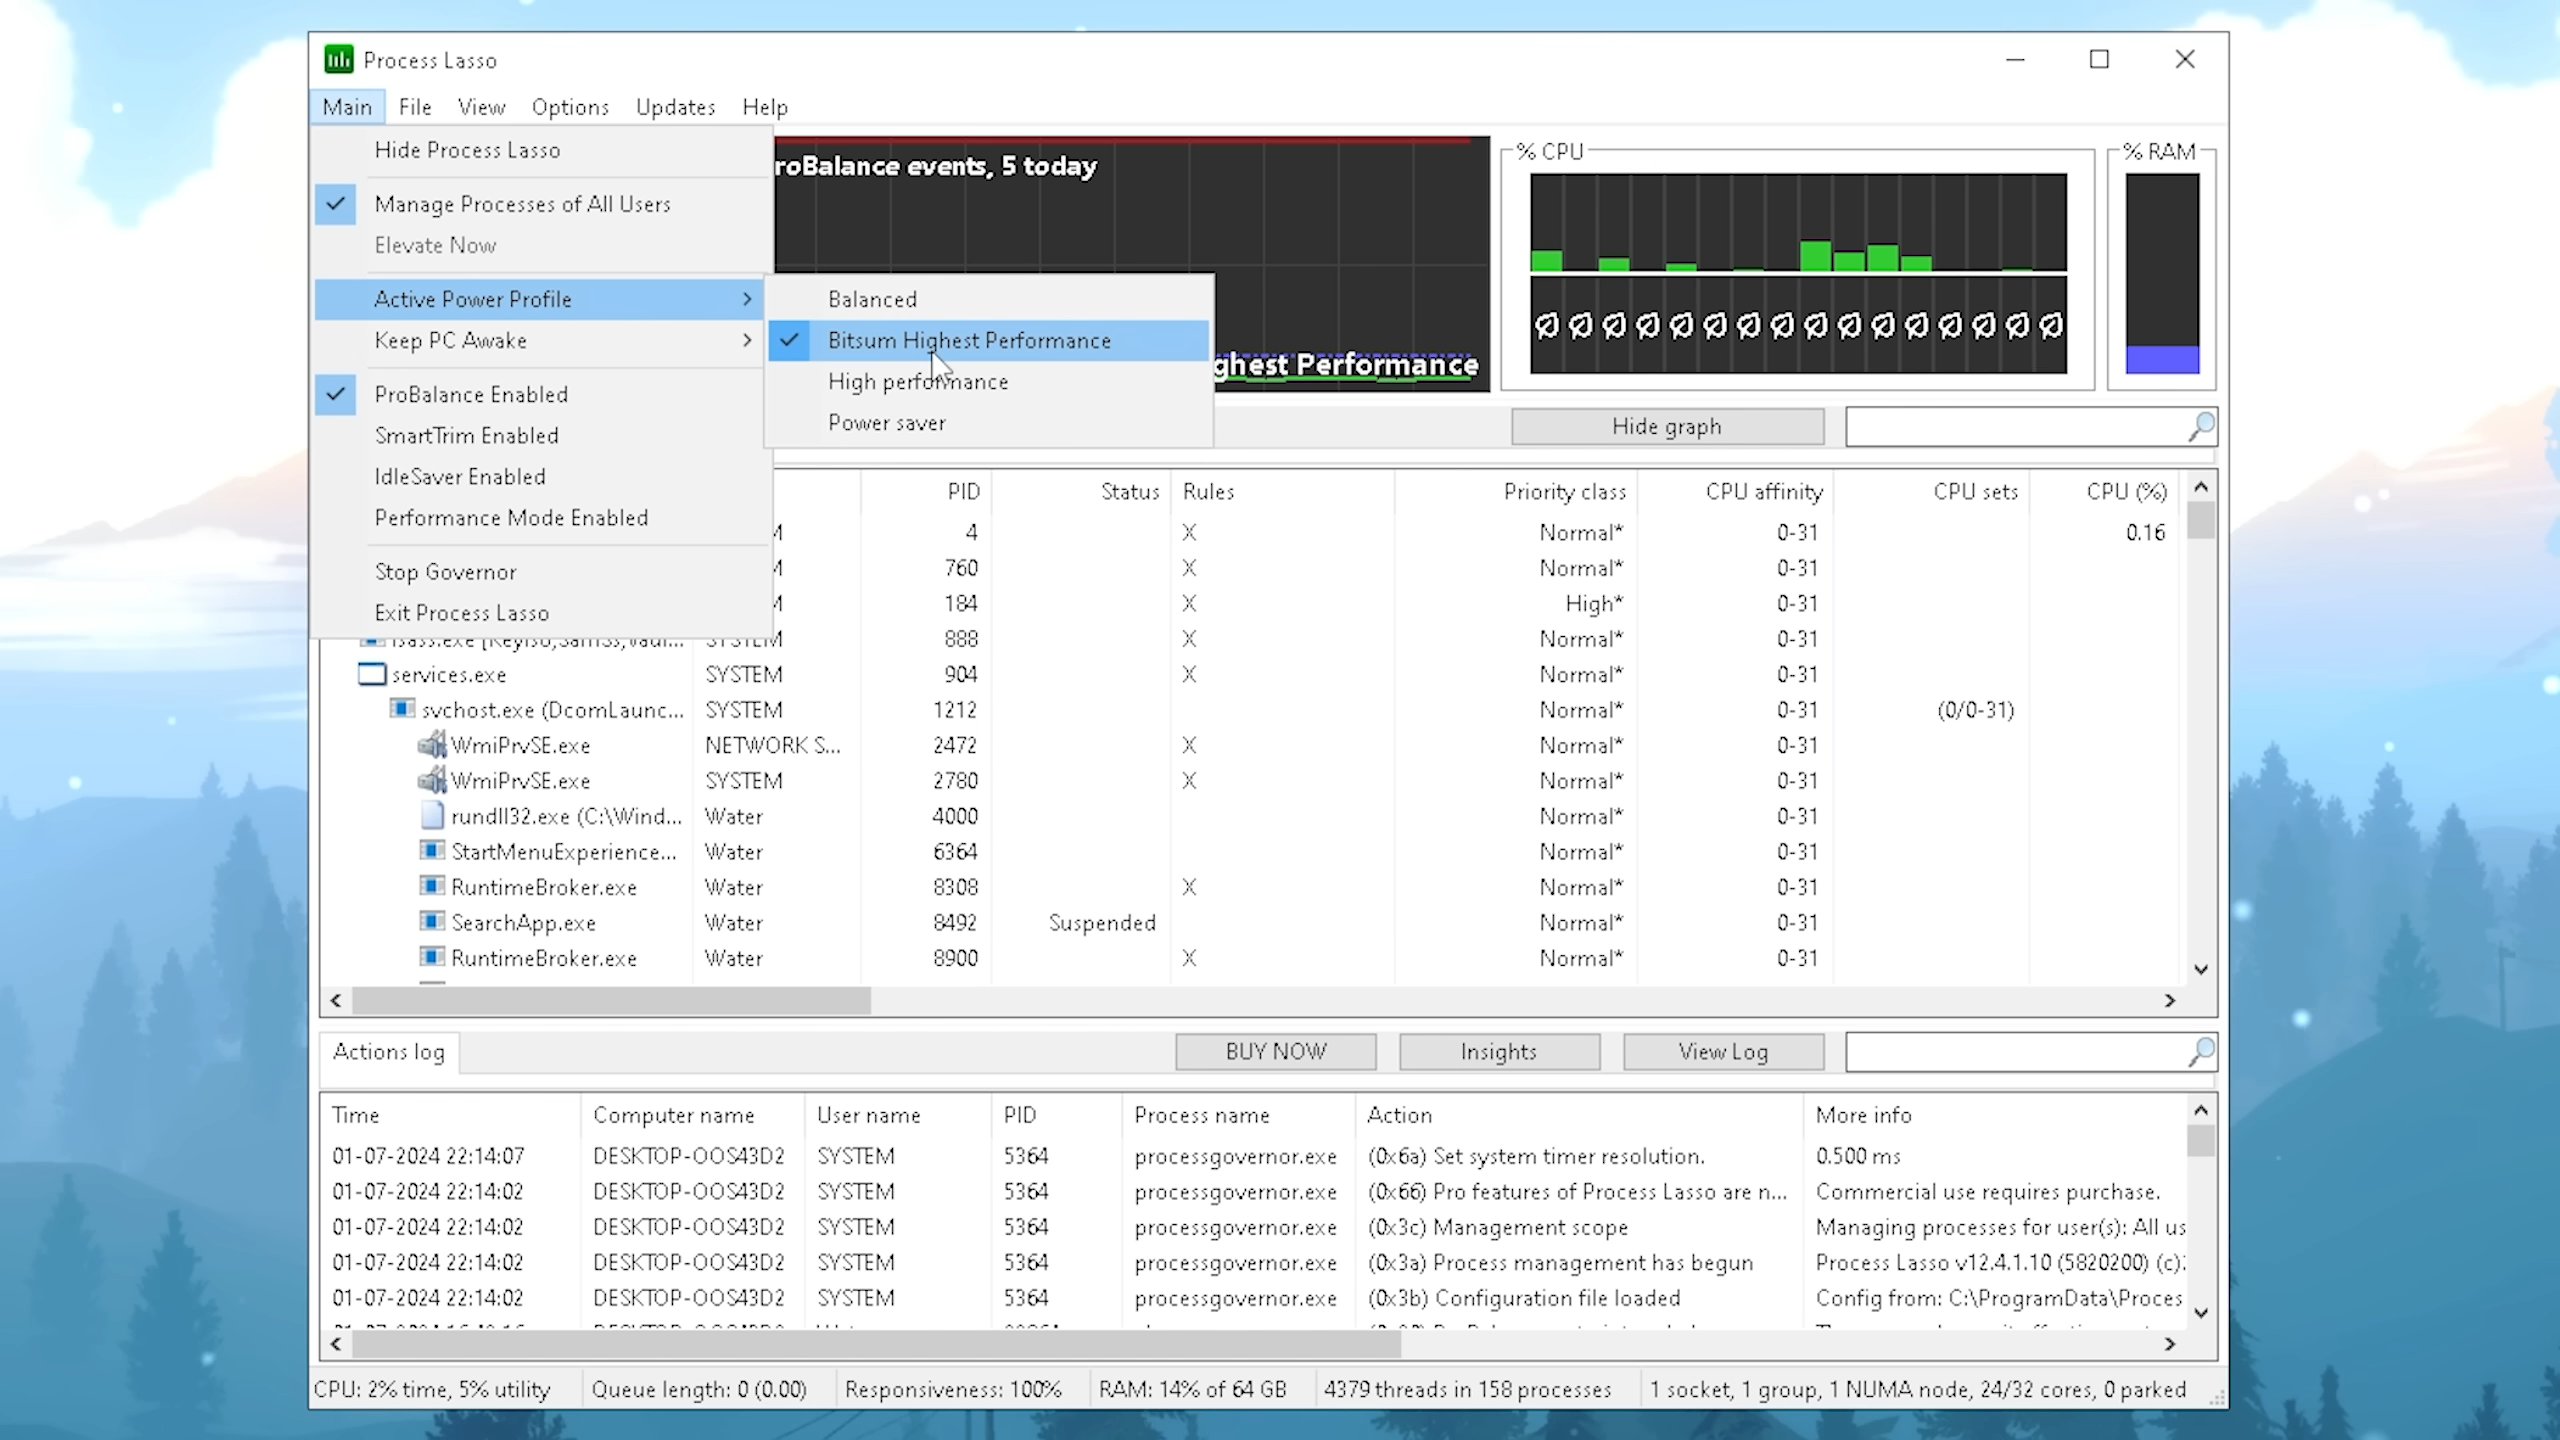 Process Lasso
Main File View Options Updates Help
Hide Process Lasso
Manage Processes of All Users
Elevate Now
Active Power Profile
Keep PC Awake
ProBalance Enabled
SmartTrim Enabled
IdleSaver Enabled
Performance Mode Enabled
Stop Governor
Exit Process Lasso
Balanced
Bitsum Highest Performance
High performance
Power saver
roBalance events, 5 today
ghest Performance
% CPU
% RAM
Hide graph
PID Status Rules Priority class CPU affinity CPU sets CPU (%)
4 X Normal* 0-31 0.16
760 X Normal* 0-31
184 X High* 0-31
888 X Normal* 0-31
services.exe SYSTEM 904 X Normal* 0-31
svchost.exe (DcomLaunc... SYSTEM 1212 Normal* 0-31 (0/0-31)
WmiPrvSE.exe NETWORK S... 2472 X Normal* 0-31
WmiPrvSE.exe SYSTEM 2780 X Normal* 0-31
rundll32.exe (C:\Wind... Water 4000 Normal* 0-31
StartMenuExperience... Water 6364 Normal* 0-31
RuntimeBroker.exe Water 8308 X Normal* 0-31
SearchApp.exe Water 8492 Suspended Normal* 0-31
RuntimeBroker.exe Water 8900 X Normal* 0-31
Actions log BUY NOW Insights View Log
Time Computer name User name PID Process name Action More info
01-07-2024 22:14:07 DESKTOP-OOS43D2 SYSTEM 5364 processgovernor.exe (0x6a) Set system timer resolution. 0.500 ms
01-07-2024 22:14:02 DESKTOP-OOS43D2 SYSTEM 5364 processgovernor.exe (0x66) Pro features of Process Lasso are n... Commercial use requires purchase.
01-07-2024 22:14:02 DESKTOP-OOS43D2 SYSTEM 5364 processgovernor.exe (0x3c) Management scope Managing processes for user(s): All us
01-07-2024 22:14:02 DESKTOP-OOS43D2 SYSTEM 5364 processgovernor.exe (0x3a) Process management has begun Process Lasso v12.4.1.10 (5820200) (c)
01-07-2024 22:14:02 DESKTOP-OOS43D2 SYSTEM 5364 processgovernor.exe (0x3b) Configuration file loaded Config from: C:\ProgramData\Proces
CPU: 2% time, 5% utility Queue length: 0 (0.00) Responsiveness: 100% RAM: 14% of 64 GB 4379 threads in 158 processes 1 socket, 1 group, 1 NUMA node, 24/32 cores, 0 parked